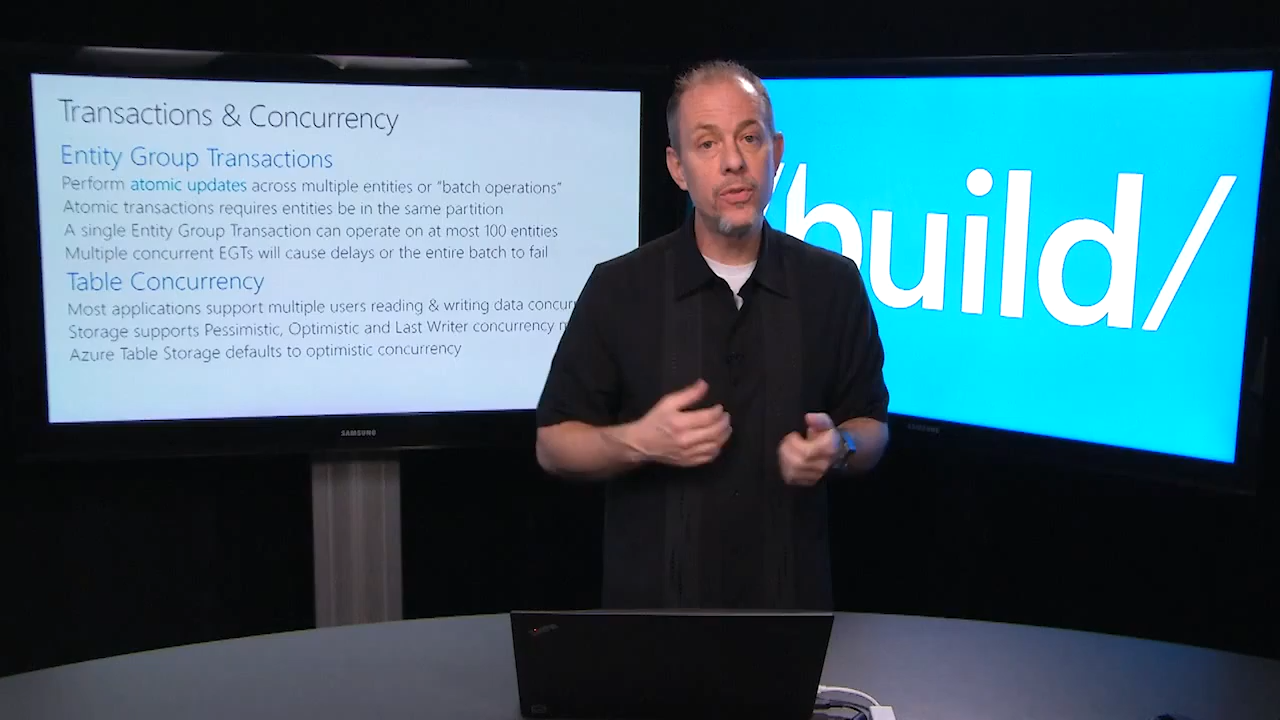 Transactions & Concurrency
Entity Group Transactions
Perform atomic updates across multiple entities or “batch operations”
Atomic transactions requires entities be in the same partition
A single Entity Group Transaction can operate on at most 100 entities
Multiple concurrent EGTs will cause delays or the entire batch to fail
Table Concurrency
Most applications support multiple users reading & writing data
Storage supports Pessimistic, Optimistic and Last Writer concurrency
Azure Table Storage defaults to optimistic concurrency
SAMSUNG
/build/